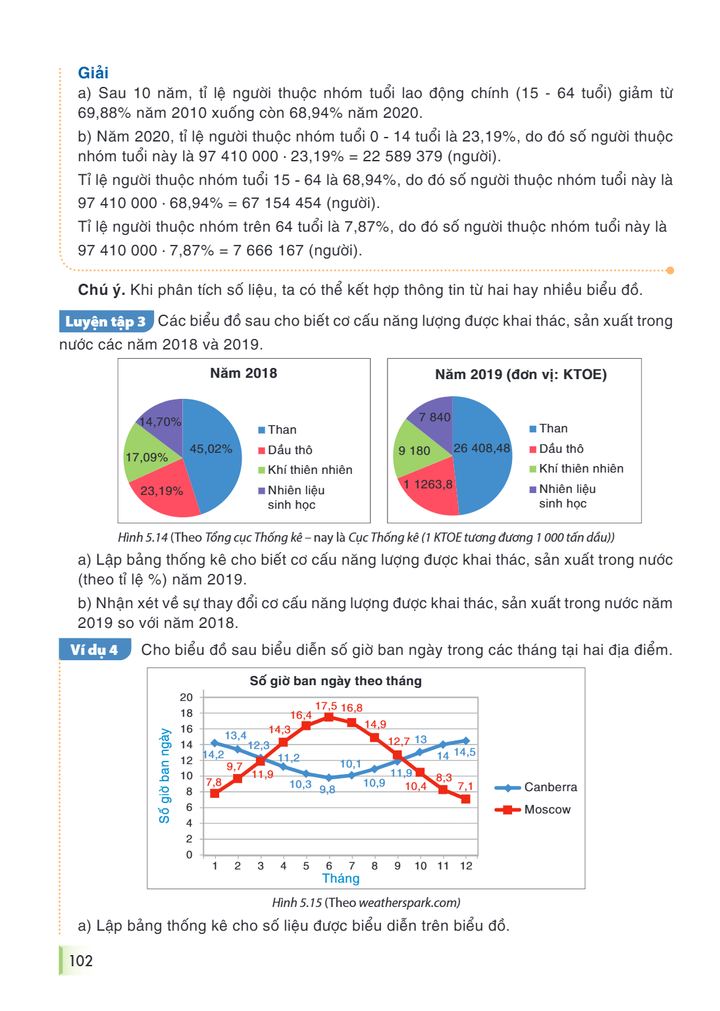 Giải
a) Sau 10 năm, tỉ lệ người thuộc nhóm tuổi lao động chính (15 - 64 tuổi) giảm từ
69,88% năm 2010 xuống còn 68,94% năm 2020.
b) Năm 2020, tỉ lệ người thuộc nhóm tuổi 0 - 14 tuổi là 23,19%, do đó số người thuộc
nhóm tuổi này là 97 410 000 · 23,19% = 22 589 379 (người).
Tỉ lệ người thuộc nhóm tuổi 15 - 64 là 68,94%, do đó số người thuộc nhóm tuổi này là
97 410 000 · 68,94% = 67 154 454 (người).
Tỉ lệ người thuộc nhóm trên 64 tuổi là 7,87%, do đó số người thuộc nhóm tuổi này là
97 410 000 · 7,87% = 7 666 167 (người).
Chú ý. Khi phân tích số liệu, ta có thể kết hợp thông tin từ hai hay nhiều biểu đồ.
Luyện tập 3 Các biểu đồ sau cho biết cơ cấu năng lượng được khai thác, sản xuất trong
nước các năm 2018 và 2019.
Năm 2018
14,70%
45,02%
17,09%
23,19%
Than
Dầu thô
Khí thiên nhiên
Nhiên liệu
sinh học
Năm 2019 (đơn vị: KTOE)
7 840
26 408,48
9 180
1 1263,8
Than
Dầu thô
Khí thiên nhiên
Nhiên liệu
sinh học
Hình 5.14 (Theo Tổng cục Thống kê – nay là Cục Thống kê (1 KTOE tương đương 1 000 tấn dầu))
a) Lập bảng thống kê cho biết cơ cấu năng lượng được khai thác, sản xuất trong nước
(theo tỉ lệ %) năm 2019.
b) Nhận xét về sự thay đổi cơ cấu năng lượng được khai thác, sản xuất trong nước năm
2019 so với năm 2018.
Ví dụ 4 Cho biểu đồ sau biểu diễn số giờ ban ngày trong các tháng tại hai địa điểm.
Số giờ ban ngày theo tháng
Số giờ ban ngày
20
18
16
14
12
10
8
6
4
2
0
14,2
13,4
12,3
11,2
10,3
9,8
10,1
10,9
11,9
13
14
14,5
7,8
9,7
11,9
14,3
16,4
17,5
16,8
14,9
12,7
10,4
8,3
7,1
1 2 3 4 5 6 7 8 9 10 11 12
Tháng
Canberra
Moscow
Hình 5.15 (Theo weatherspark.com)
a) Lập bảng thống kê cho số liệu được biểu diễn trên biểu đồ.
102